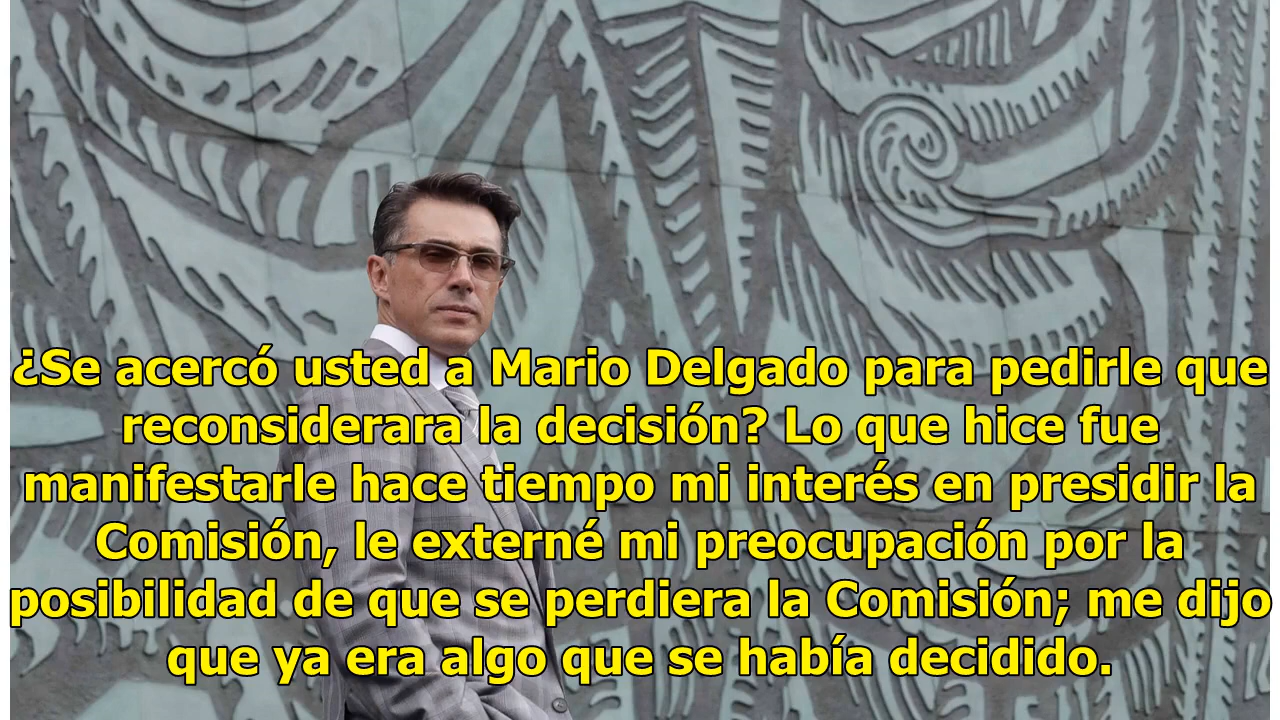 ¿Se acercó usted a Mario Delgado para pedirle que
reconsiderara la decisión? Lo que hice fue
manifestarle hace tiempo mi interés en presidir la
Comisión, le externé mi preocupación por la
posibilidad de que se perdiera la Comisión; me dijo
que ya era algo que se había decidido.